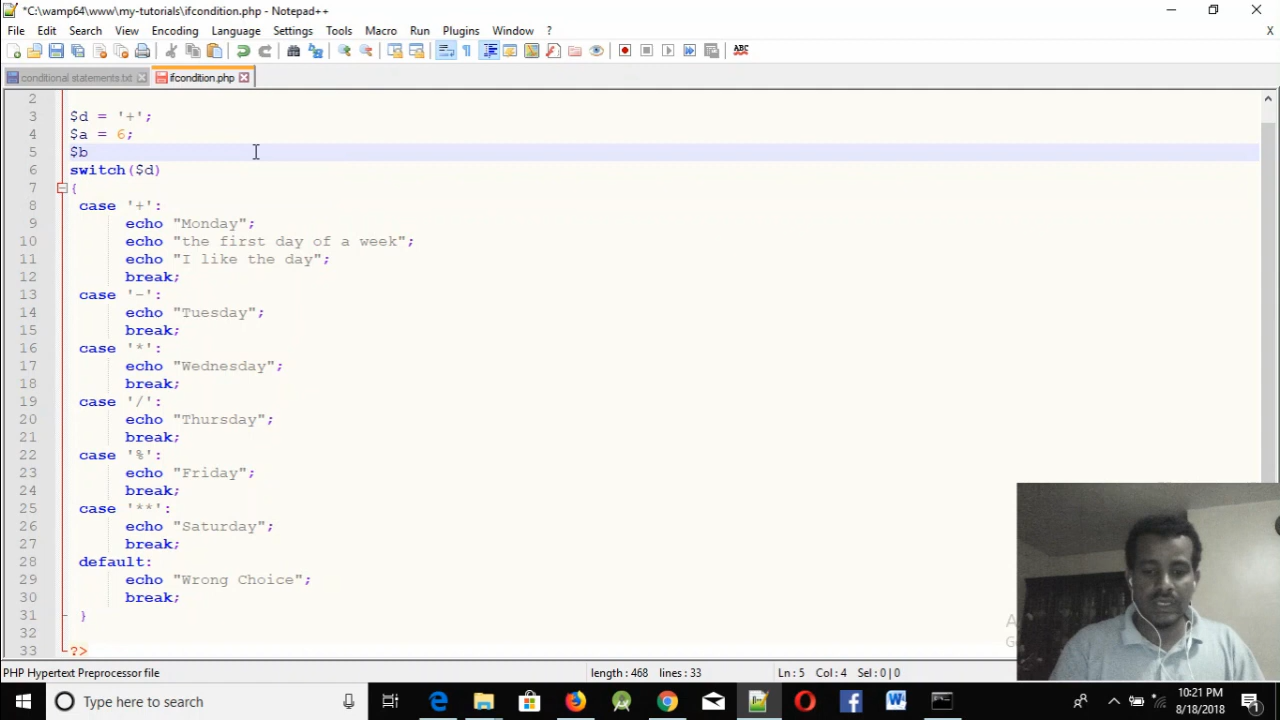 *C:\wamp64\www\my-tutorials\ifcondition.php - Notepad++
File Edit Search View Encoding Language Settings Tools Macro Run Plugins Window ? X
conditional statements.txt ifcondition.php
2
3 $d = '+';
4 $a = 6;
5 $b
6 switch($d)
7 {
8 case '+':
9 echo "Monday";
10 echo "the first day of a week";
11 echo "I like the day";
12 break;
13 case '-':
14 echo "Tuesday";
15 break;
16 case '*':
17 echo "Wednesday";
18 break;
19 case '/':
20 echo "Thursday";
21 break;
22 case '%':
23 echo "Friday";
24 break;
25 case '**':
26 echo "Saturday";
27 break;
28 default:
29 echo "Wrong Choice";
30 break;
31 }
32
33 ?>
PHP Hypertext Preprocessor file length : 468 lines : 33 Ln : 5 Col : 4 Sel : 0 | 0
Type here to search
10:21 PM
8/18/2018